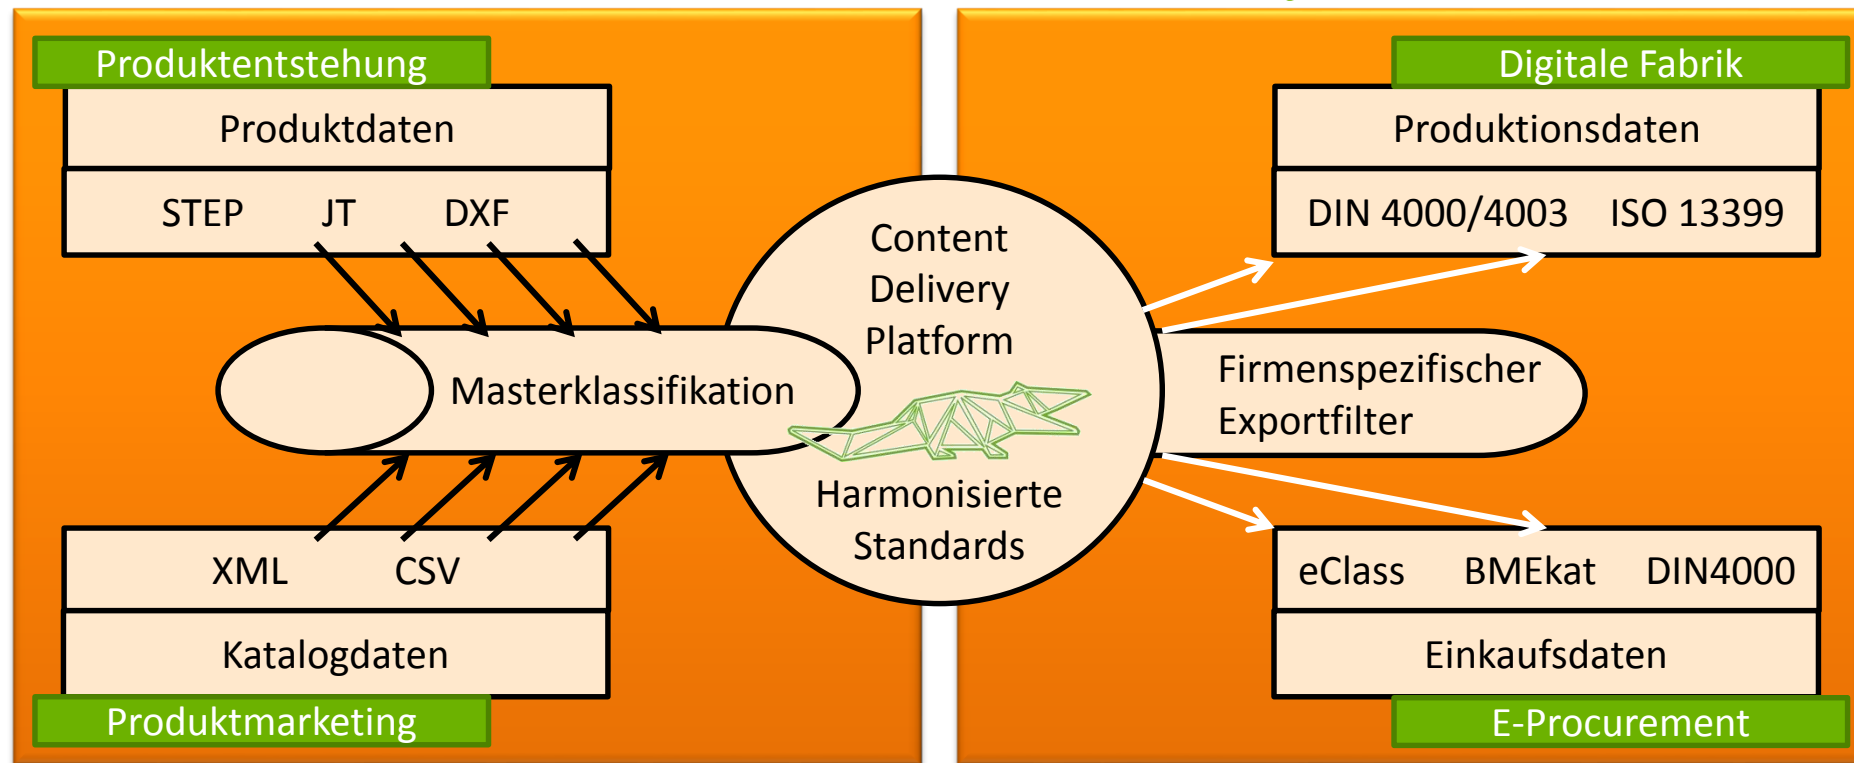 Produktentstehung
Produktdaten
STEP JT DXF
Masterklassifikation
XML CSV
Katalogdaten
Produktmarketing
Content
Delivery
Platform
Harmonisierte
Standards
Digitale Fabrik
Produktionsdaten
DIN 4000/4003 ISO 13399
Firmenspezifischer
Exportfilter
eClass BMEkat DIN4000
Einkaufsdaten
E-Procurement